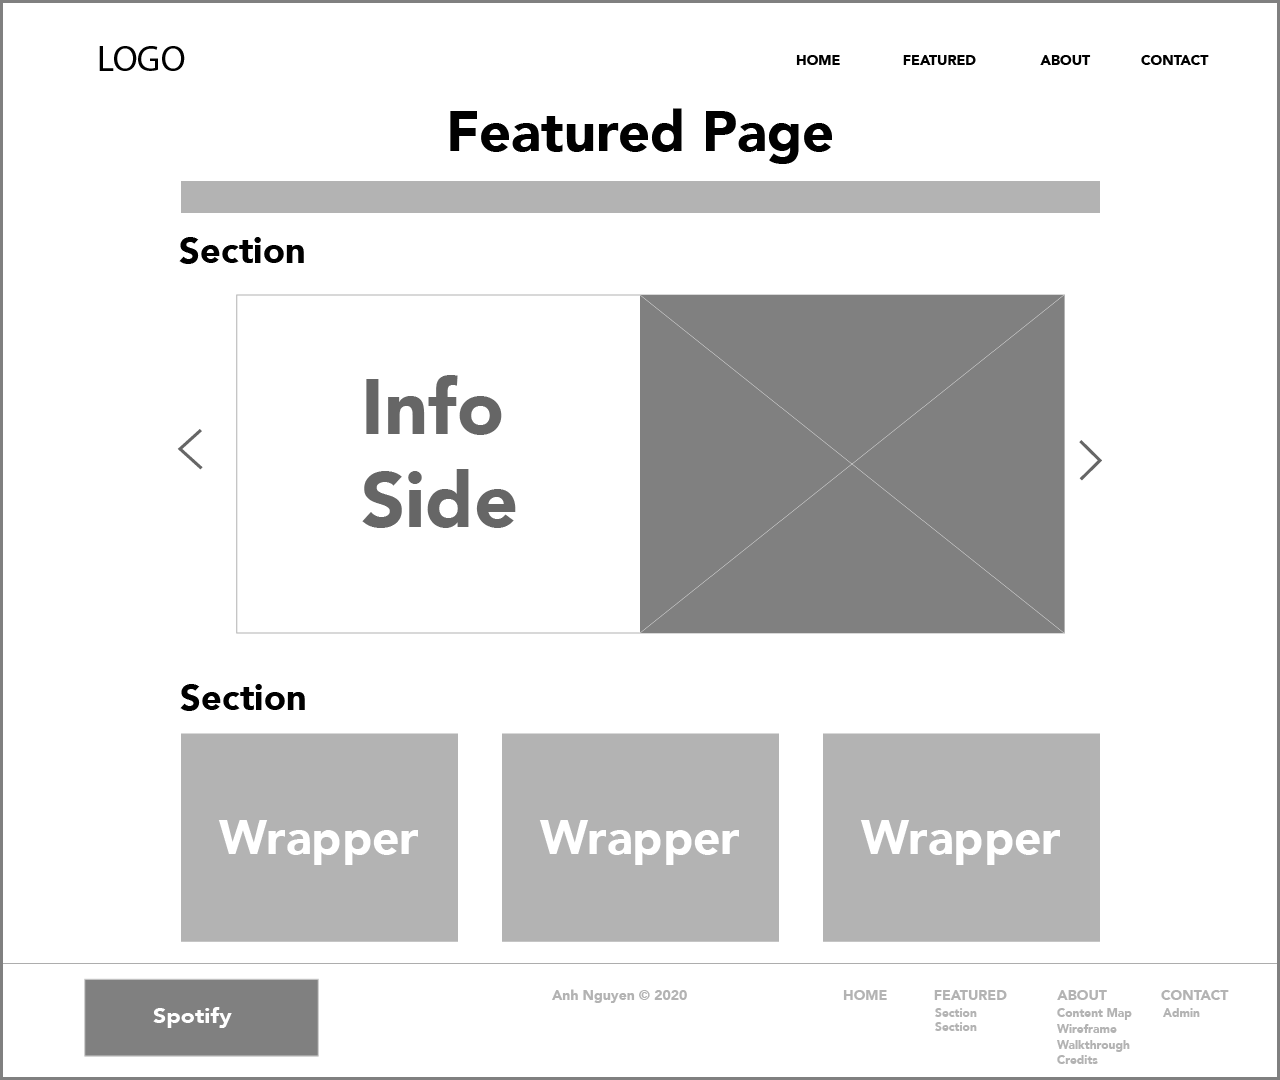 LOGO
HOME FEATURED ABOUT CONTACT
Featured Page
Section
Info
Side
Section
Wrapper Wrapper Wrapper
Spotify
Anh Nguyen © 2020
HOME
FEATURED
Section
Section
ABOUT
Content Map
Wireframe
Walkthrough
Credits
CONTACT
Admin